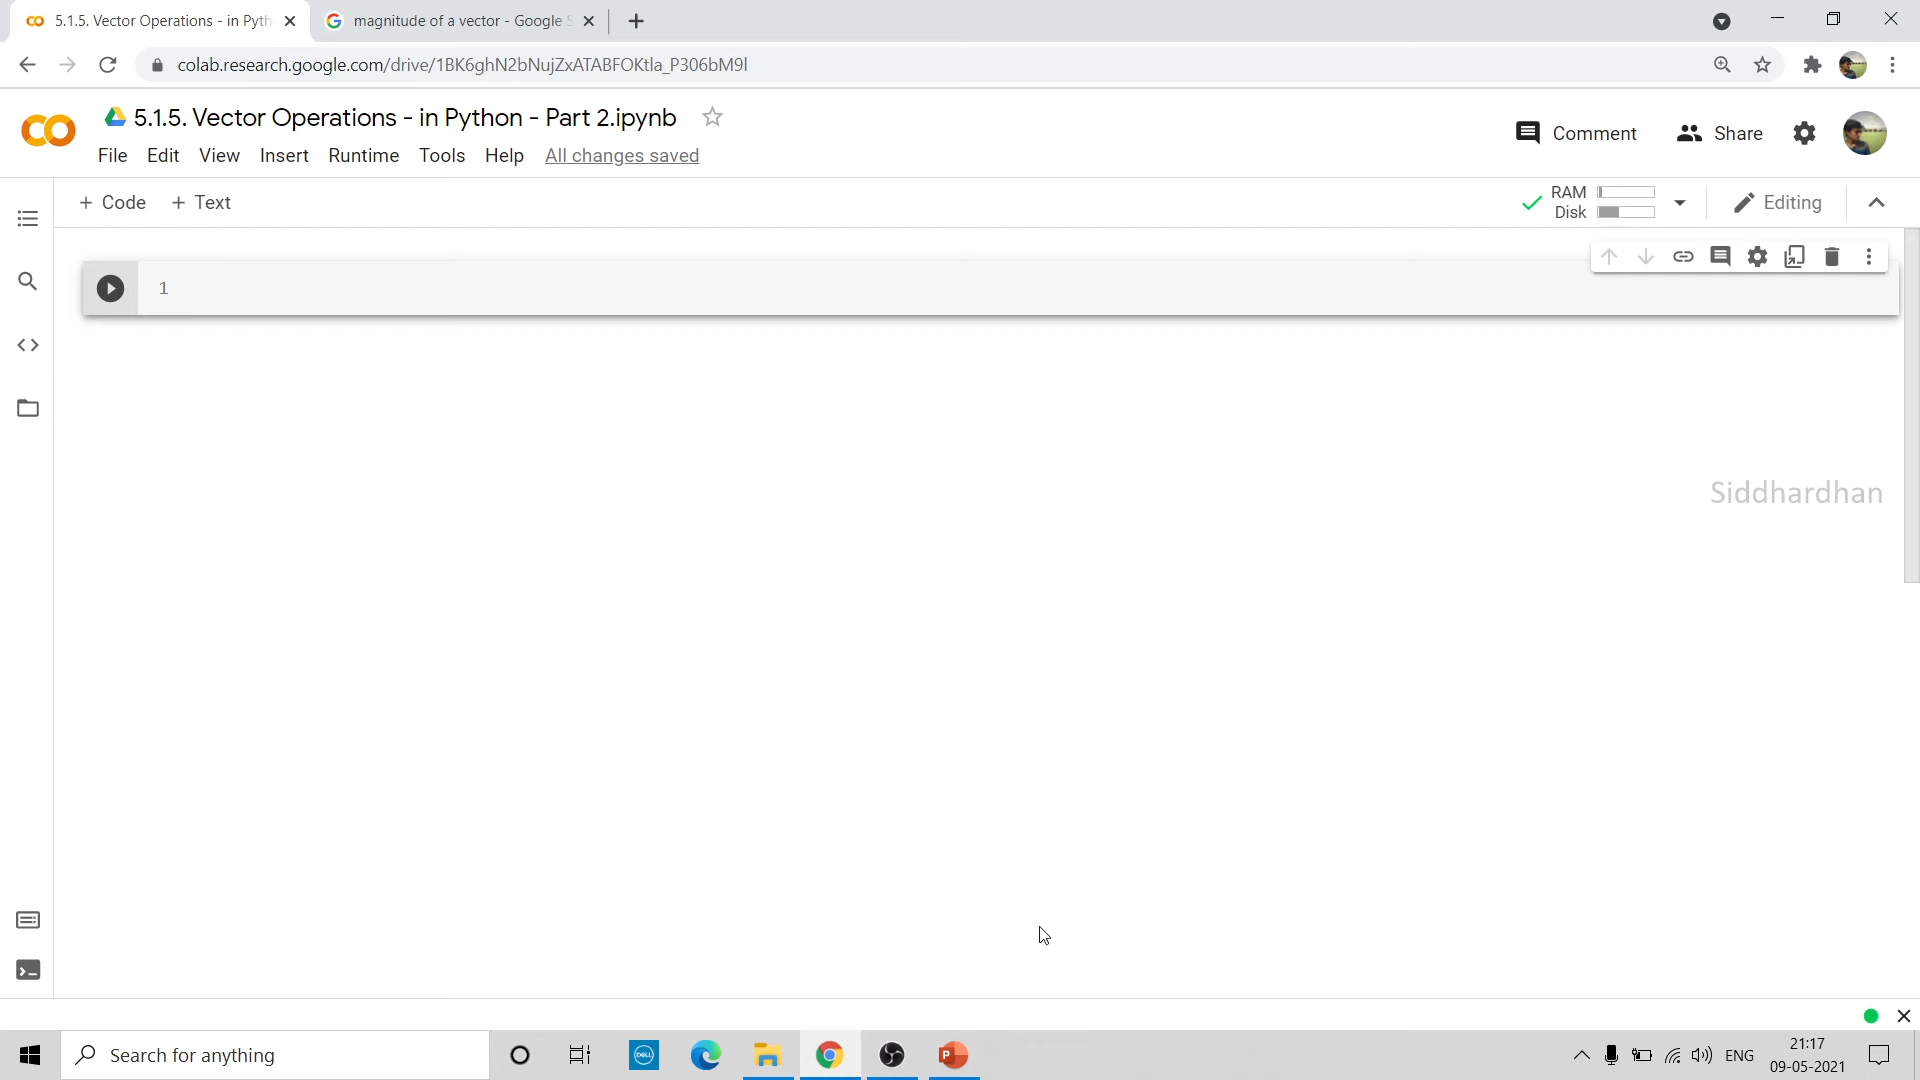 5.1.5. Vector Operations - in Pyth
magnitude of a vector - Google S
colab.research.google.com/drive/1BK6ghN2bNujZxATABFOKtla_P306bM9l
5.1.5. Vector Operations - in Python - Part 2.ipynb
File Edit View Insert Runtime Tools Help All changes saved
Comment
Share
+ Code + Text
RAM
Disk
Editing
1
Siddhardhan
Search for anything
DELL
ENG
21:17
09-05-2021